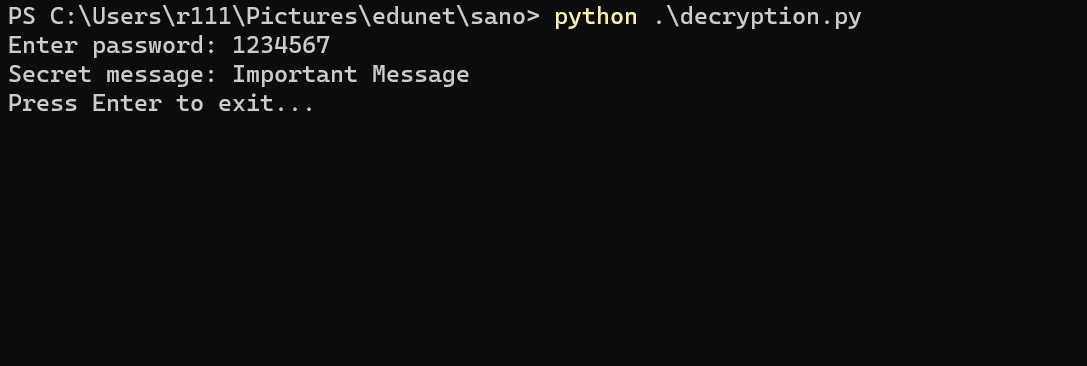 PS C:\Users\r111\Pictures\edunet\sano> python .\decryption.py
Enter password: 1234567
Secret message: Important Message
Press Enter to exit...